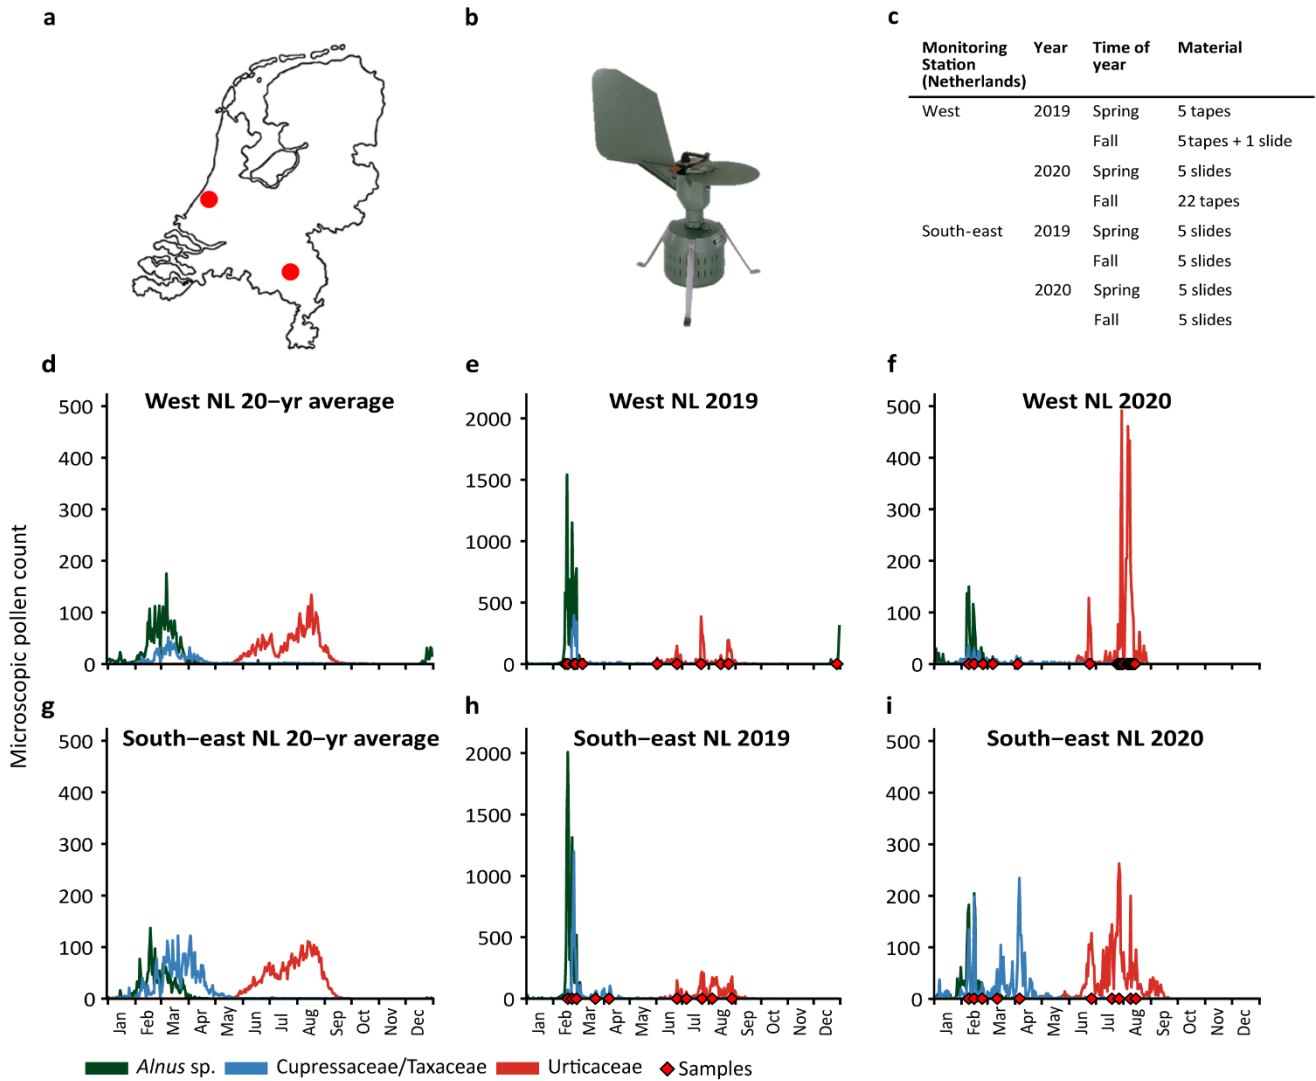 a
b
c
Monitoring Station (Netherlands) Year Time of year Material
West 2019 Spring 5 tapes
Fall 5 tapes + 1 slide
2020 Spring 5 slides
Fall 22 tapes
South-east 2019 Spring 5 slides
Fall 5 slides
2020 Spring 5 slides
Fall 5 slides
Microscopic pollen count
d
West NL 20–yr average
500
400
300
200
100
0
e
West NL 2019
2000
1500
1000
500
0
f
West NL 2020
500
400
300
200
100
0
g
South–east NL 20–yr average
500
400
300
200
100
0
Jan Feb Mar Apr May Jun Jul Aug Sep Oct Nov Dec
h
South–east NL 2019
2000
1500
1000
500
0
Jan Feb Mar Apr May Jun Jul Aug Sep Oct Nov Dec
i
South–east NL 2020
500
400
300
200
100
0
Jan Feb Mar Apr May Jun Jul Aug Sep Oct Nov Dec
Alnus sp. Cupressaceae/Taxaceae Urticaceae Samples